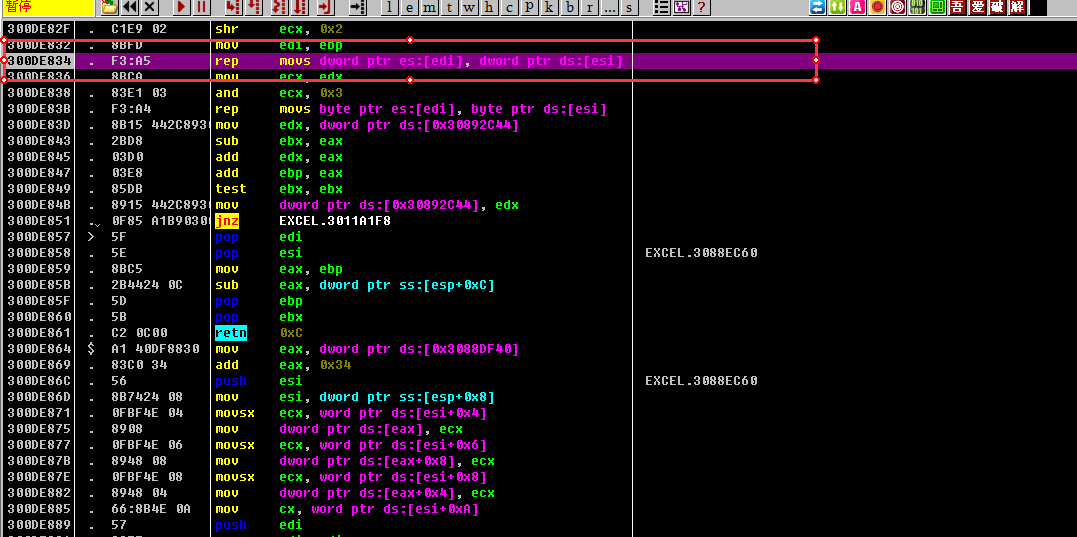 暂停 l e m t w h c p k b r ... s ? 吾 爱 破 解
300DE82F . C1E9 02 shr ecx, 0x2
300DE832 . 8BFD mov edi, ebp
300DE834 . F3:A5 rep movs dword ptr es:[edi], dword ptr ds:[esi]
300DE836 . 8BCA mov ecx, edx
300DE838 . 83E1 03 and ecx, 0x3
300DE83B . F3:A4 rep movs byte ptr es:[edi], byte ptr ds:[esi]
300DE83D . 8B15 442C893 mov edx, dword ptr ds:[0x30892C44]
300DE843 . 2BD8 sub ebx, eax
300DE845 . 03D0 add edx, eax
300DE847 . 03E8 add ebp, eax
300DE849 . 85DB test ebx, ebx
300DE84B . 8915 442C893 mov dword ptr ds:[0x30892C44], edx
300DE851 . 0F85 A1B9030 jnz EXCEL.3011A1F8
300DE857 > 5F pop edi
300DE858 . 5E pop esi EXCEL.3088EC60
300DE859 . 8BC5 mov eax, ebp
300DE85B . 2B4424 0C sub eax, dword ptr ss:[esp+0xC]
300DE85F . 5D pop ebp
300DE860 . 5B pop ebx
300DE861 . C2 0C00 retn 0xC
300DE864 $ A1 40DF8830 mov eax, dword ptr ds:[0x3088DF40]
300DE869 . 83C0 34 add eax, 0x34
300DE86C . 56 push esi EXCEL.3088EC60
300DE86D . 8B7424 08 mov esi, dword ptr ss:[esp+0x8]
300DE871 . 0FBF4E 04 movsx ecx, word ptr ds:[esi+0x4]
300DE875 . 8908 mov dword ptr ds:[eax], ecx
300DE877 . 0FBF4E 06 movsx ecx, word ptr ds:[esi+0x6]
300DE87B . 8948 08 mov dword ptr ds:[eax+0x8], ecx
300DE87E . 0FBF4E 08 movsx ecx, word ptr ds:[esi+0x8]
300DE882 . 8948 04 mov dword ptr ds:[eax+0x4], ecx
300DE885 . 66:8B4E 0A mov cx, word ptr ds:[esi+0xA]
300DE889 . 57 push edi